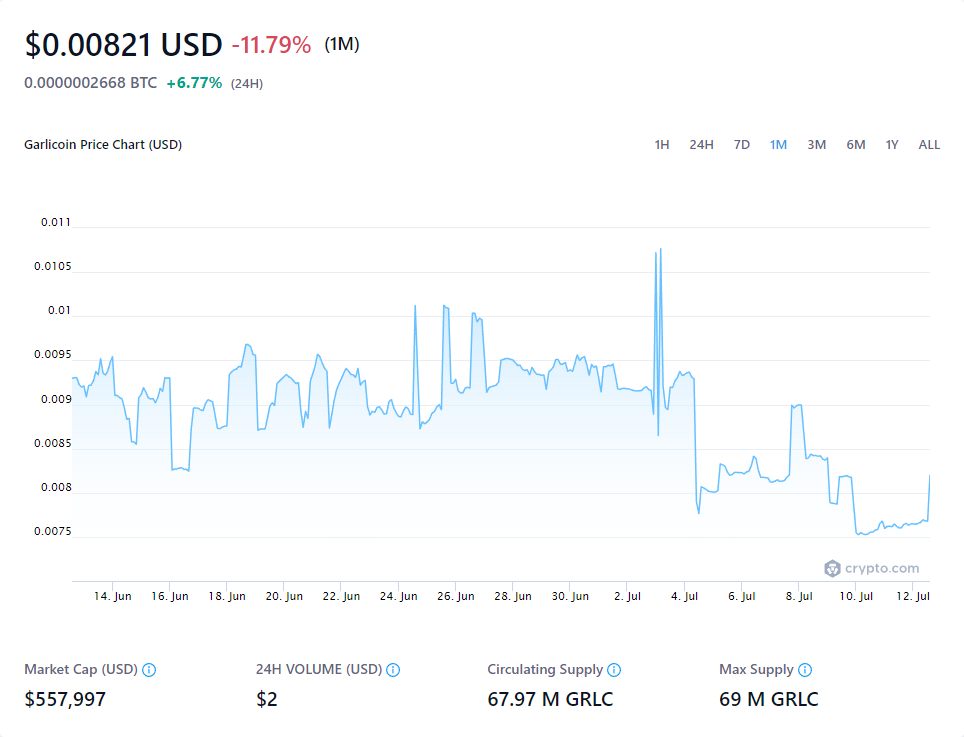 $0.00821 USD -11.79% (1M)
0.0000002668 BTC +6.77% (24H)
Garlicoin Price Chart (USD) 1H 24H 7D 1M 3M 6M 1Y ALL
0.011
0.0105
0.01
0.0095
0.009
0.0085
0.008
0.0075
crypto.com
14. Jun 16. Jun 18. Jun 20. Jun 22. Jun 24. Jun 26. Jun 28. Jun 30. Jun 2. Jul 4. Jul 6. Jul 8. Jul 10. Jul 12. Jul
Market Cap (USD) 24H VOLUME (USD) Circulating Supply Max Supply
$557,997 $2 67.97 M GRLC 69 M GRLC